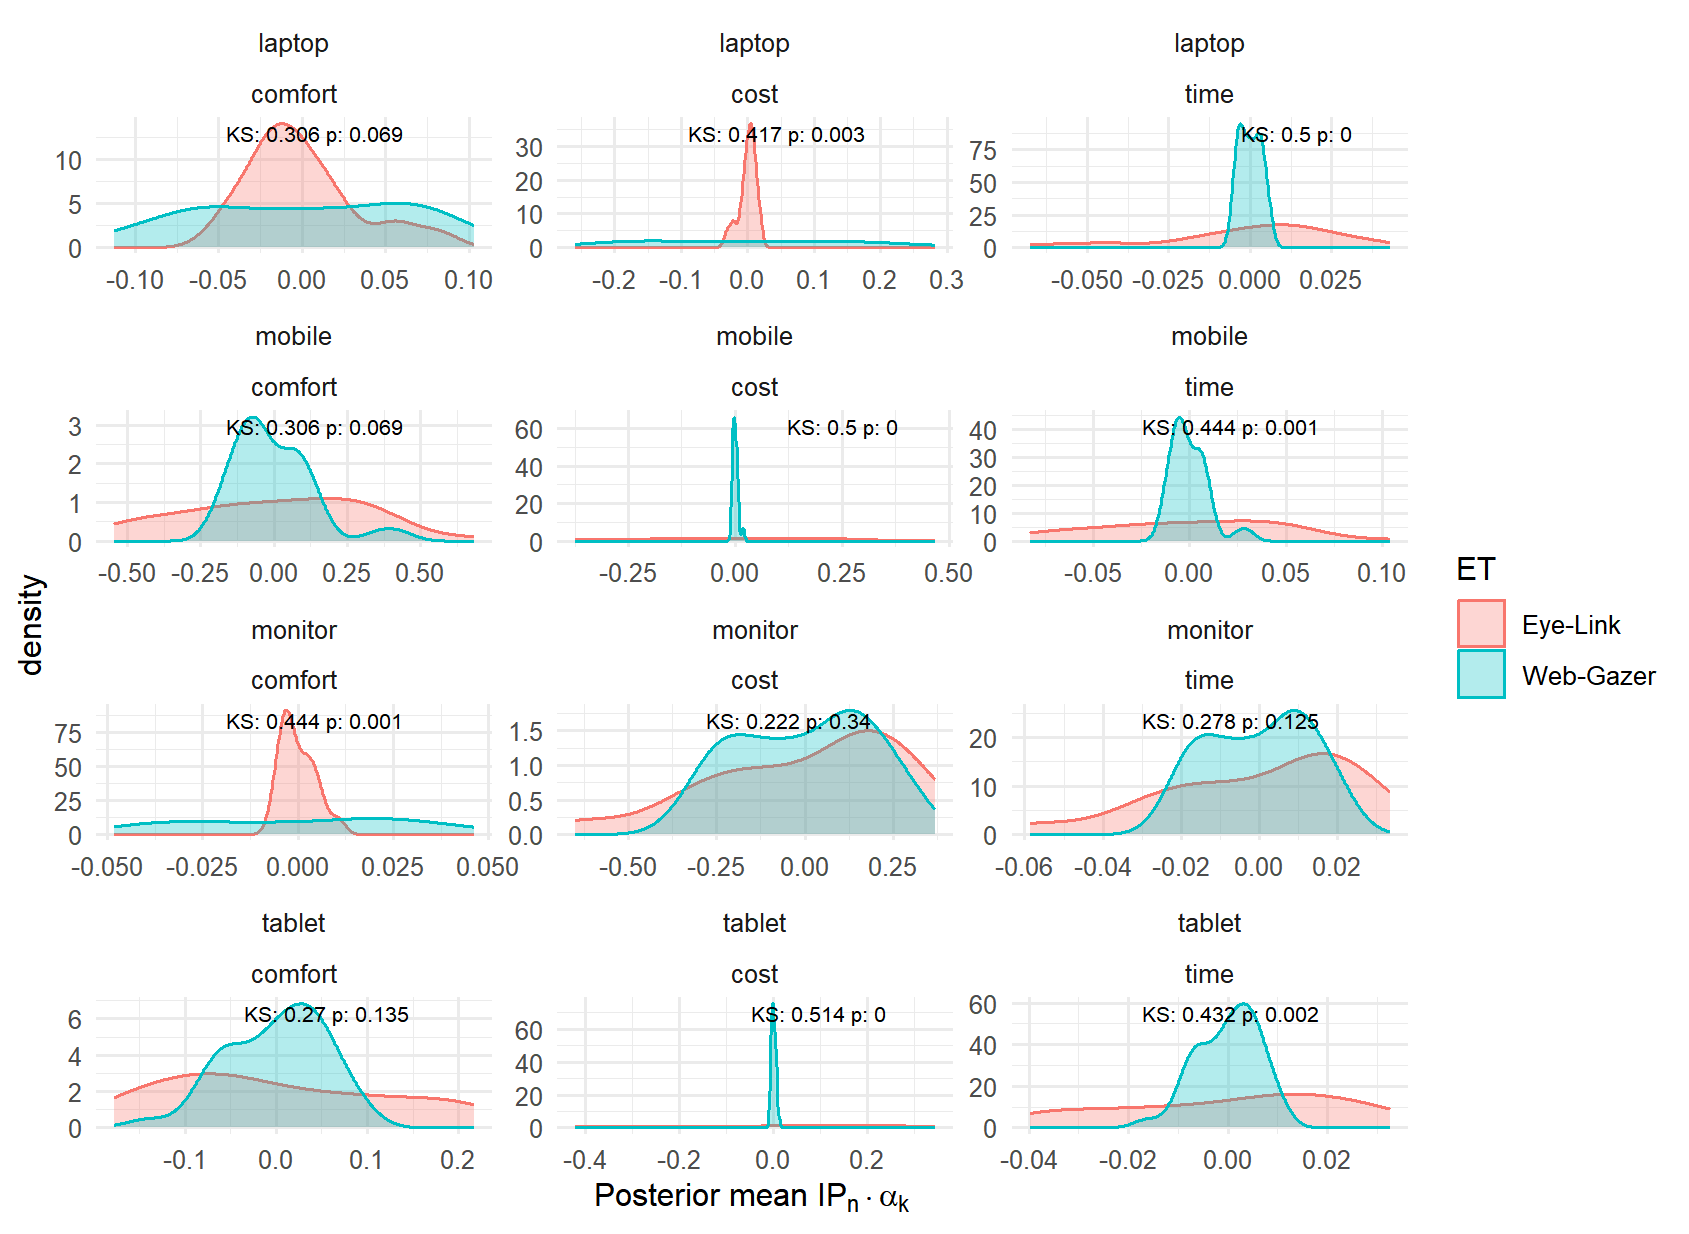 laptop laptop laptop
comfort cost time
KS: 0.306 p: 0.069 KS: 0.417 p: 0.003 KS: 0.5 p: 0
10 5 0
30 20 10 0
75 50 25 0
-0.10 -0.05 0.00 0.05 0.10 -0.2 -0.1 0.0 0.1 0.2 0.3 -0.050 -0.025 0.000 0.025
mobile mobile mobile
comfort cost time
KS: 0.306 p: 0.069 KS: 0.5 p: 0 KS: 0.444 p: 0.001
3 2 1 0
60 40 20 0
40 30 20 10 0
-0.50 -0.25 0.00 0.25 0.50 -0.25 0.00 0.25 0.50 -0.05 0.00 0.05 0.10
monitor monitor monitor
comfort cost time
KS: 0.444 p: 0.001 KS: 0.222 p: 0.34 KS: 0.278 p: 0.125
75 50 25 0
1.5 1.0 0.5 0.0
20 10 0
-0.050 -0.025 0.000 0.025 0.050 -0.50 -0.25 0.00 0.25 -0.06 -0.04 -0.02 0.00 0.02
tablet tablet tablet
comfort cost time
KS: 0.27 p: 0.135 KS: 0.514 p: 0 KS: 0.432 p: 0.002
6 4 2 0
60 40 20 0
60 40 20 0
-0.1 0.0 0.1 0.2 -0.4 -0.2 0.0 0.2 -0.04 -0.02 0.00 0.02
Posterior mean IPₙ · αₖ
density
ET
Eye-Link
Web-Gazer